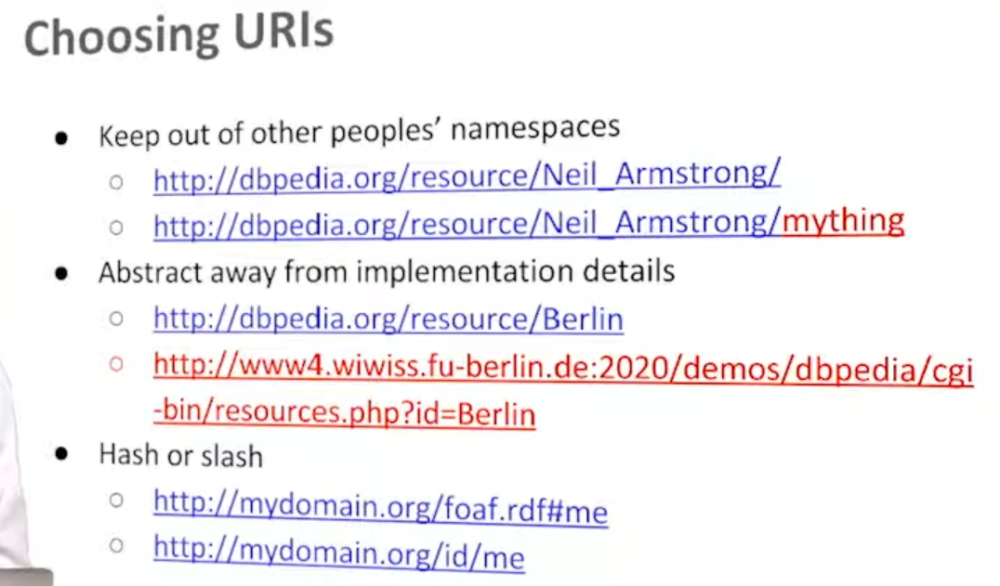 Choosing URIs
● Keep out of other peoples’ namespaces
○ http://dbpedia.org/resource/Neil_Armstrong/
○ http://dbpedia.org/resource/Neil_Armstrong/mything
● Abstract away from implementation details
○ http://dbpedia.org/resource/Berlin
○ http://www4.wiwiss.fu-berlin.de:2020/demos/dbpedia/cgi
-bin/resources.php?id=Berlin
● Hash or slash
○ http://mydomain.org/foaf.rdf#me
○ http://mydomain.org/id/me